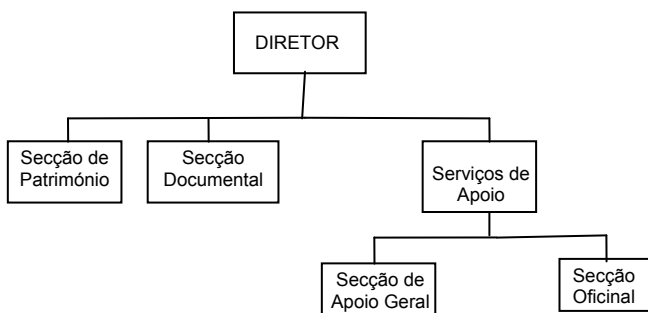 DIRETOR
Secção de
Património
Secção
Documental
Serviços de
Apoio
Secção de
Apoio Geral
Secção
Oficinal